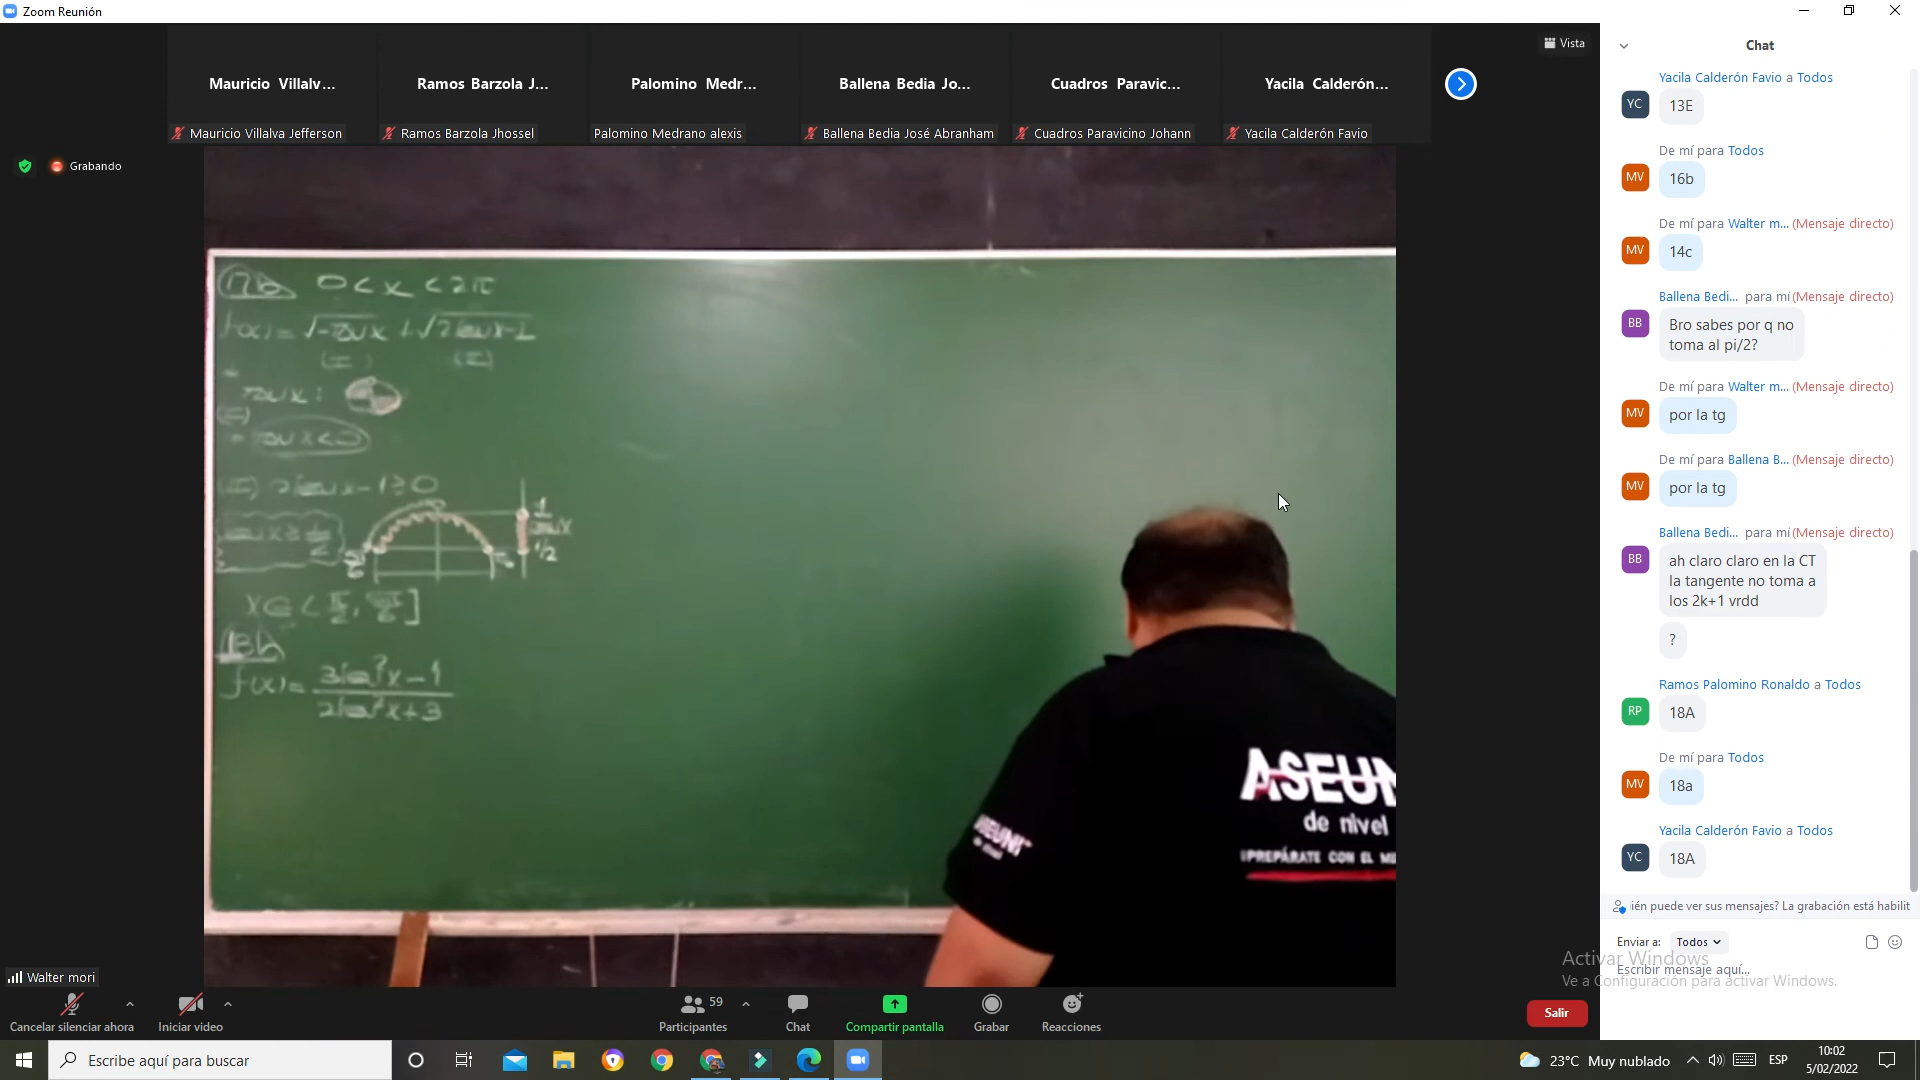 Zoom Reunión
Vista
Mauricio Villalv...
Ramos Barzola J...
Palomino Medr...
Ballena Bedia Jo...
Cuadros Paravic...
Yacila Calderón...
Mauricio Villalva Jefferson
Ramos Barzola Jhossel
Palomino Medrano alexis
Ballena Bedia José Abranham
Cuadros Paravicino Johann
Yacila Calderón Favio
Grabando
0 < x < 2π
x ∈ <π/2, 5π/6]
ASEUN
de nivel
¡PREPÁRATE CON EL ME
ASEUNI
Walter mori
Cancelar silenciar ahora
Iniciar video
59
Participantes
Chat
Compartir pantalla
Grabar
Reacciones
Salir
Chat
Yacila Calderón Favio a Todos
YC
13E
De mí para Todos
MV
16b
De mí para Walter m... (Mensaje directo)
MV
14c
Ballena Bedi... para mí (Mensaje directo)
BB
Bro sabes por q no
toma al pi/2?
De mí para Walter m... (Mensaje directo)
MV
por la tg
De mí para Ballena B... (Mensaje directo)
MV
por la tg
Ballena Bedi... para mí (Mensaje directo)
BB
ah claro claro en la CT
la tangente no toma a
los 2k+1 vrdd
?
Ramos Palomino Ronaldo a Todos
RP
18A
De mí para Todos
MV
18a
Yacila Calderón Favio a Todos
YC
18A
ién puede ver sus mensajes? La grabación está habilit
Enviar a: Todos
Escribir mensaje aquí...
Activar Windows
Ve a Configuración para activar Windows.
Escribe aquí para buscar
23°C Muy nublado
ESP
10:02
5/02/2022